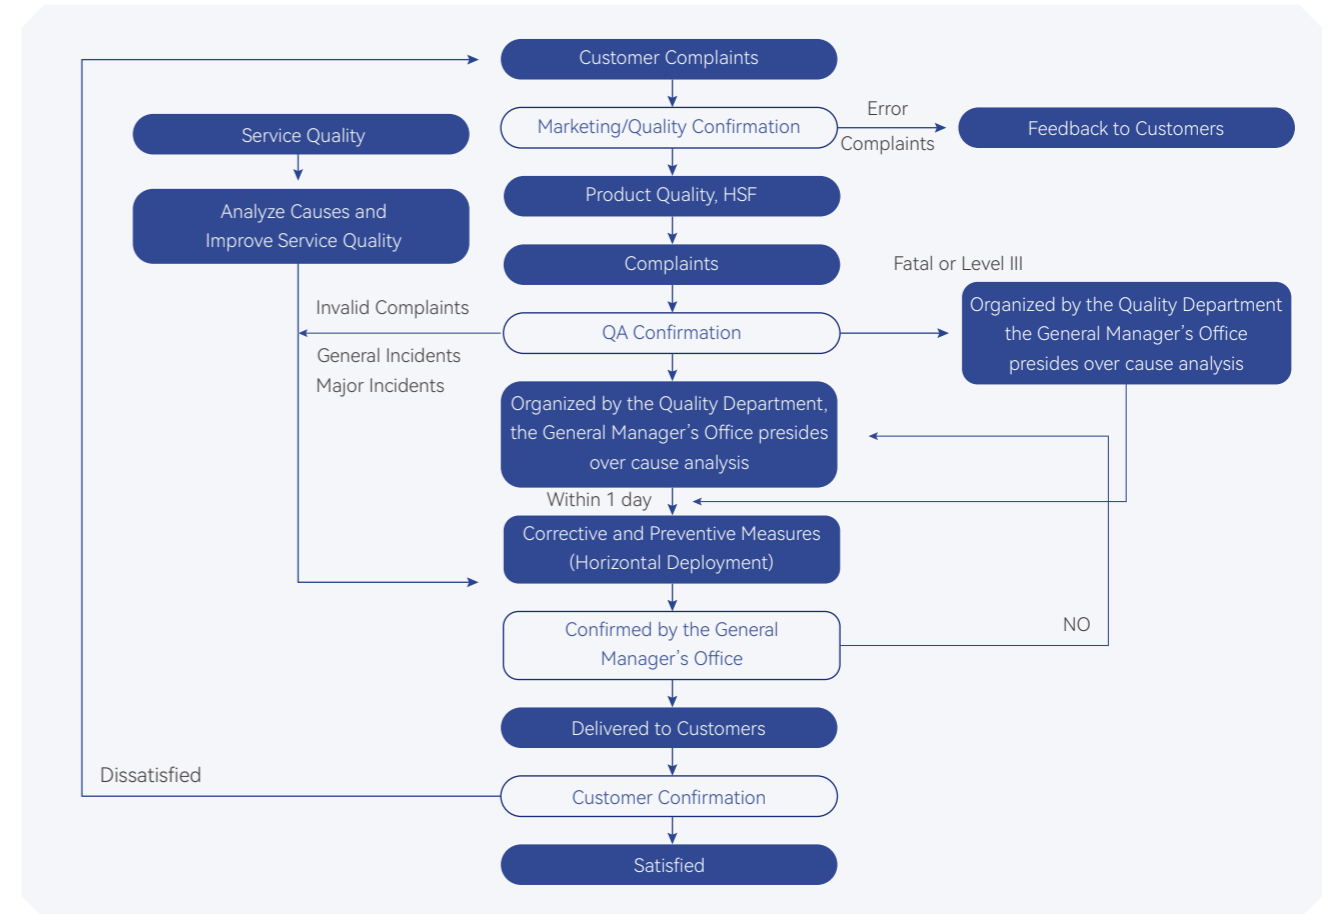 Customer Complaints
Marketing/Quality Confirmation
Error
Complaints
Feedback to Customers
Service Quality
Product Quality, HSF
Analyze Causes and
Improve Service Quality
Complaints
Fatal or Level III
Invalid Complaints
QA Confirmation
General Incidents
Major Incidents
Organized by the Quality Department
the General Manager’s Office
presides over cause analysis
Organized by the Quality Department,
the General Manager’s Office presides
over cause analysis
Within 1 day
Corrective and Preventive Measures
(Horizontal Deployment)
Confirmed by the General
Manager’s Office
NO
Delivered to Customers
Dissatisfied
Customer Confirmation
Satisfied